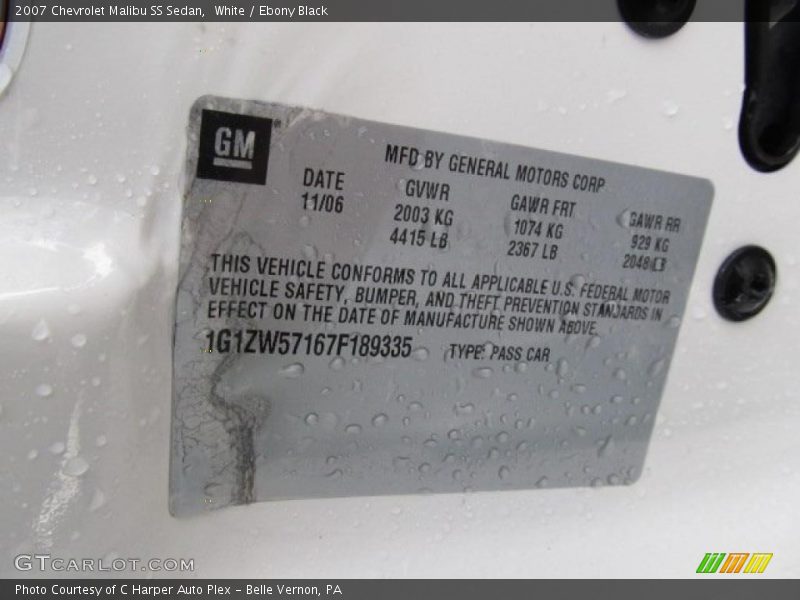 2007 Chevrolet Malibu SS Sedan,  White / Ebony Black
GM
MFD BY GENERAL MOTORS CORP
DATE GVWR GAWR FRT GAWR RR
11/06 2003 KG 1074 KG 929 KG
4415 LB 2367 LB 2048 LB
THIS VEHICLE CONFORMS TO ALL APPLICABLE U.S. FEDERAL MOTOR
VEHICLE SAFETY, BUMPER, AND THEFT PREVENTION STANDARDS IN
EFFECT ON THE DATE OF MANUFACTURE SHOWN ABOVE.
1G1ZW57167F189335 TYPE: PASS CAR
GTCARLOT.COM
Photo Courtesy of C Harper Auto Plex - Belle Vernon, PA